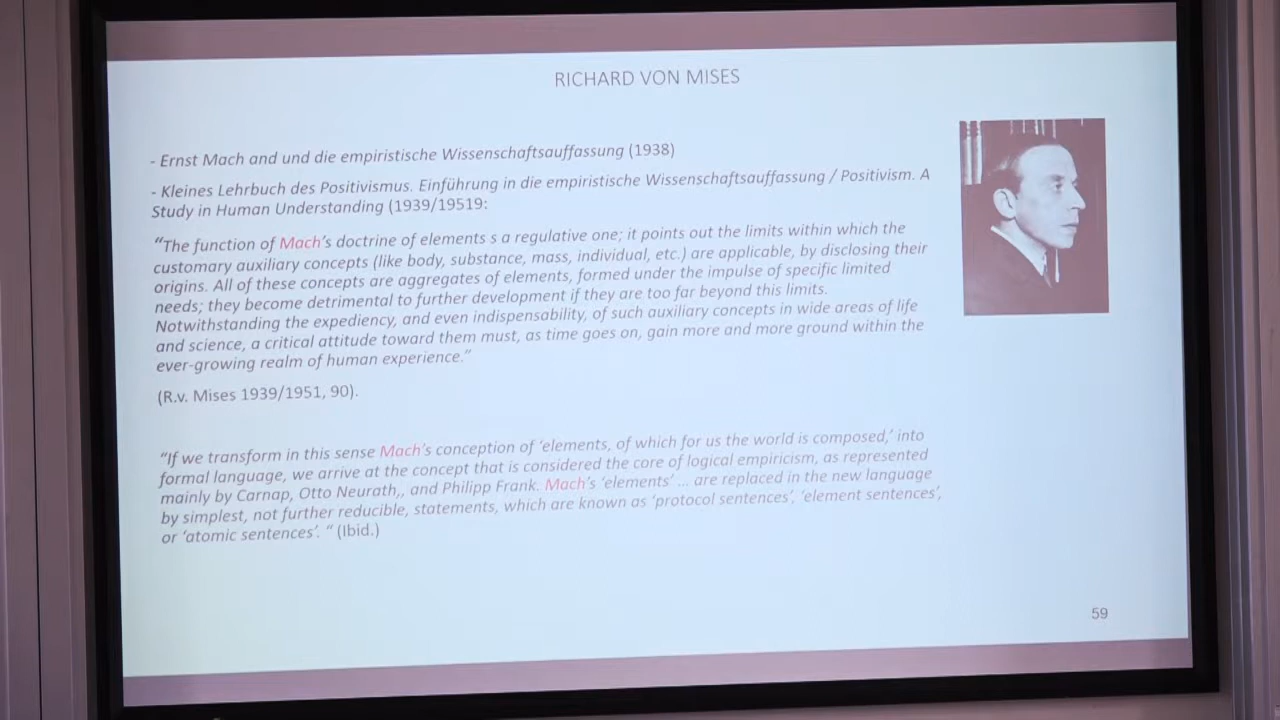 RICHARD VON MISES
- Ernst Mach and und die empiristische Wissenschaftsauffassung (1938)
- Kleines Lehrbuch des Positivismus. Einführung in die empiristische Wissenschaftsauffassung / Positivism. A
Study in Human Understanding (1939/19519:
"The function of Mach's doctrine of elements s a regulative one; it points out the limits within which the
customary auxiliary concepts (like body, substance, mass, individual, etc.) are applicable, by disclosing their
origins. All of these concepts are aggregates of elements, formed under the impulse of specific limited
needs; they become detrimental to further development if they are too far beyond this limits.
Notwithstanding the expediency, and even indispensability, of such auxiliary concepts in wide areas of life
and science, a critical attitude toward them must, as time goes on, gain more and more ground within the
ever-growing realm of human experience."
(R.v. Mises 1939/1951, 90).
"If we transform in this sense Mach's conception of 'elements, of which for us the world is composed,' into
formal language, we arrive at the concept that is considered the core of logical empiricism, as represented
mainly by Carnap, Otto Neurath,, and Philipp Frank. Mach's 'elements' ... are replaced in the new language
by simplest, not further reducible, statements, which are known as 'protocol sentences', 'element sentences',
or 'atomic sentences'. " (Ibid.)
59